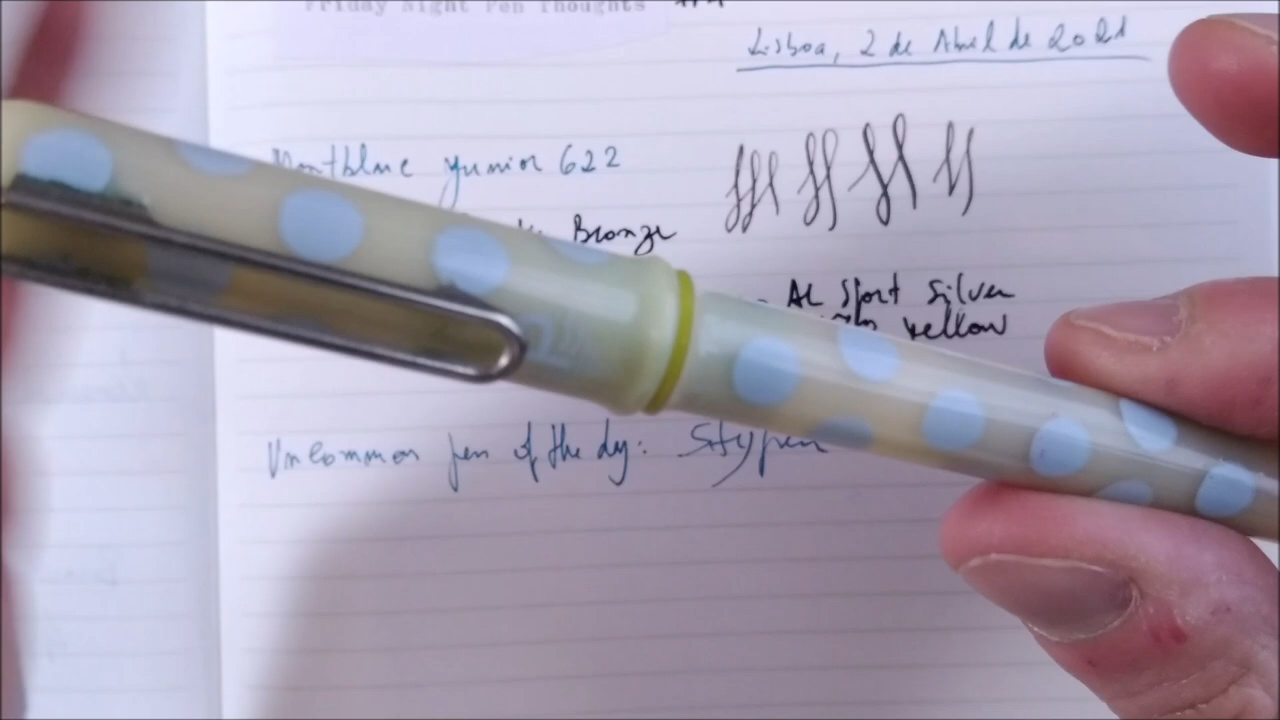 Friday Night Pen Thoughts
Lisboa, 2 de Abril de 2021
Montblanc Junior 622
Bronze
AL Sport Silver
yellow
Uncommon pen of the day: Stypen